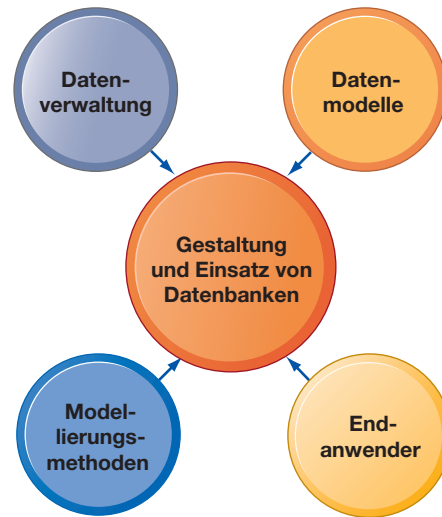 Daten-
verwaltung
Daten-
modelle
Gestaltung
und Einsatz von
Datenbanken
Model-
lierungs-
methoden
End-
anwender